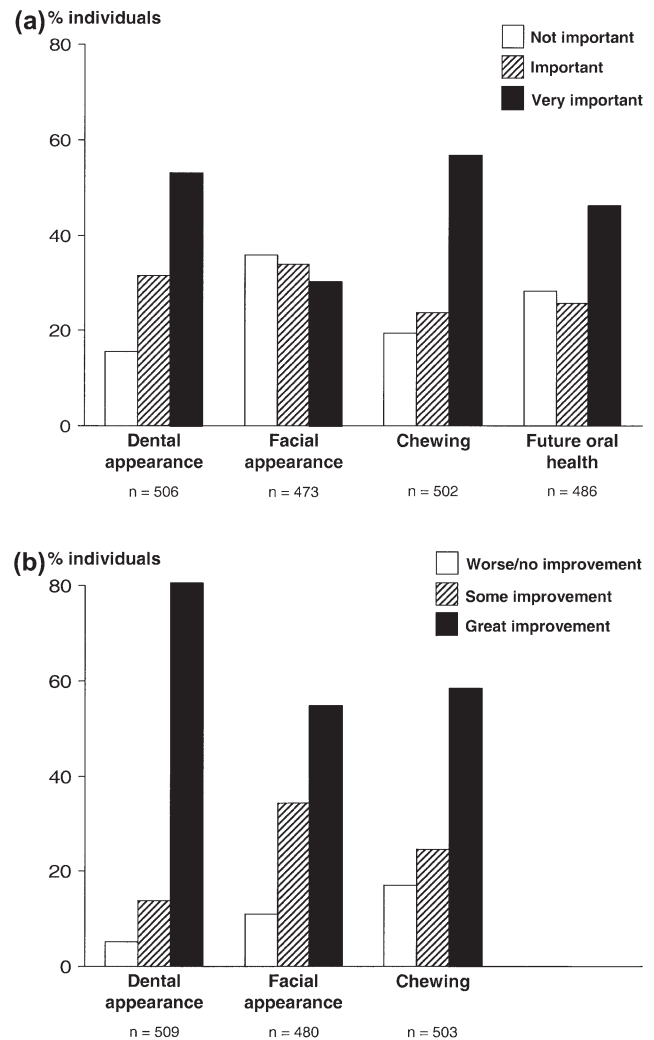 (a) % individuals
80
60
40
20
0
Not important
Important
Very important
Dental appearance
Facial appearance
Chewing
Future oral health
n = 506
n = 473
n = 502
n = 486
(b) % individuals
80
60
40
20
0
Worse/no improvement
Some improvement
Great improvement
Dental appearance
Facial appearance
Chewing
n = 509
n = 480
n = 503